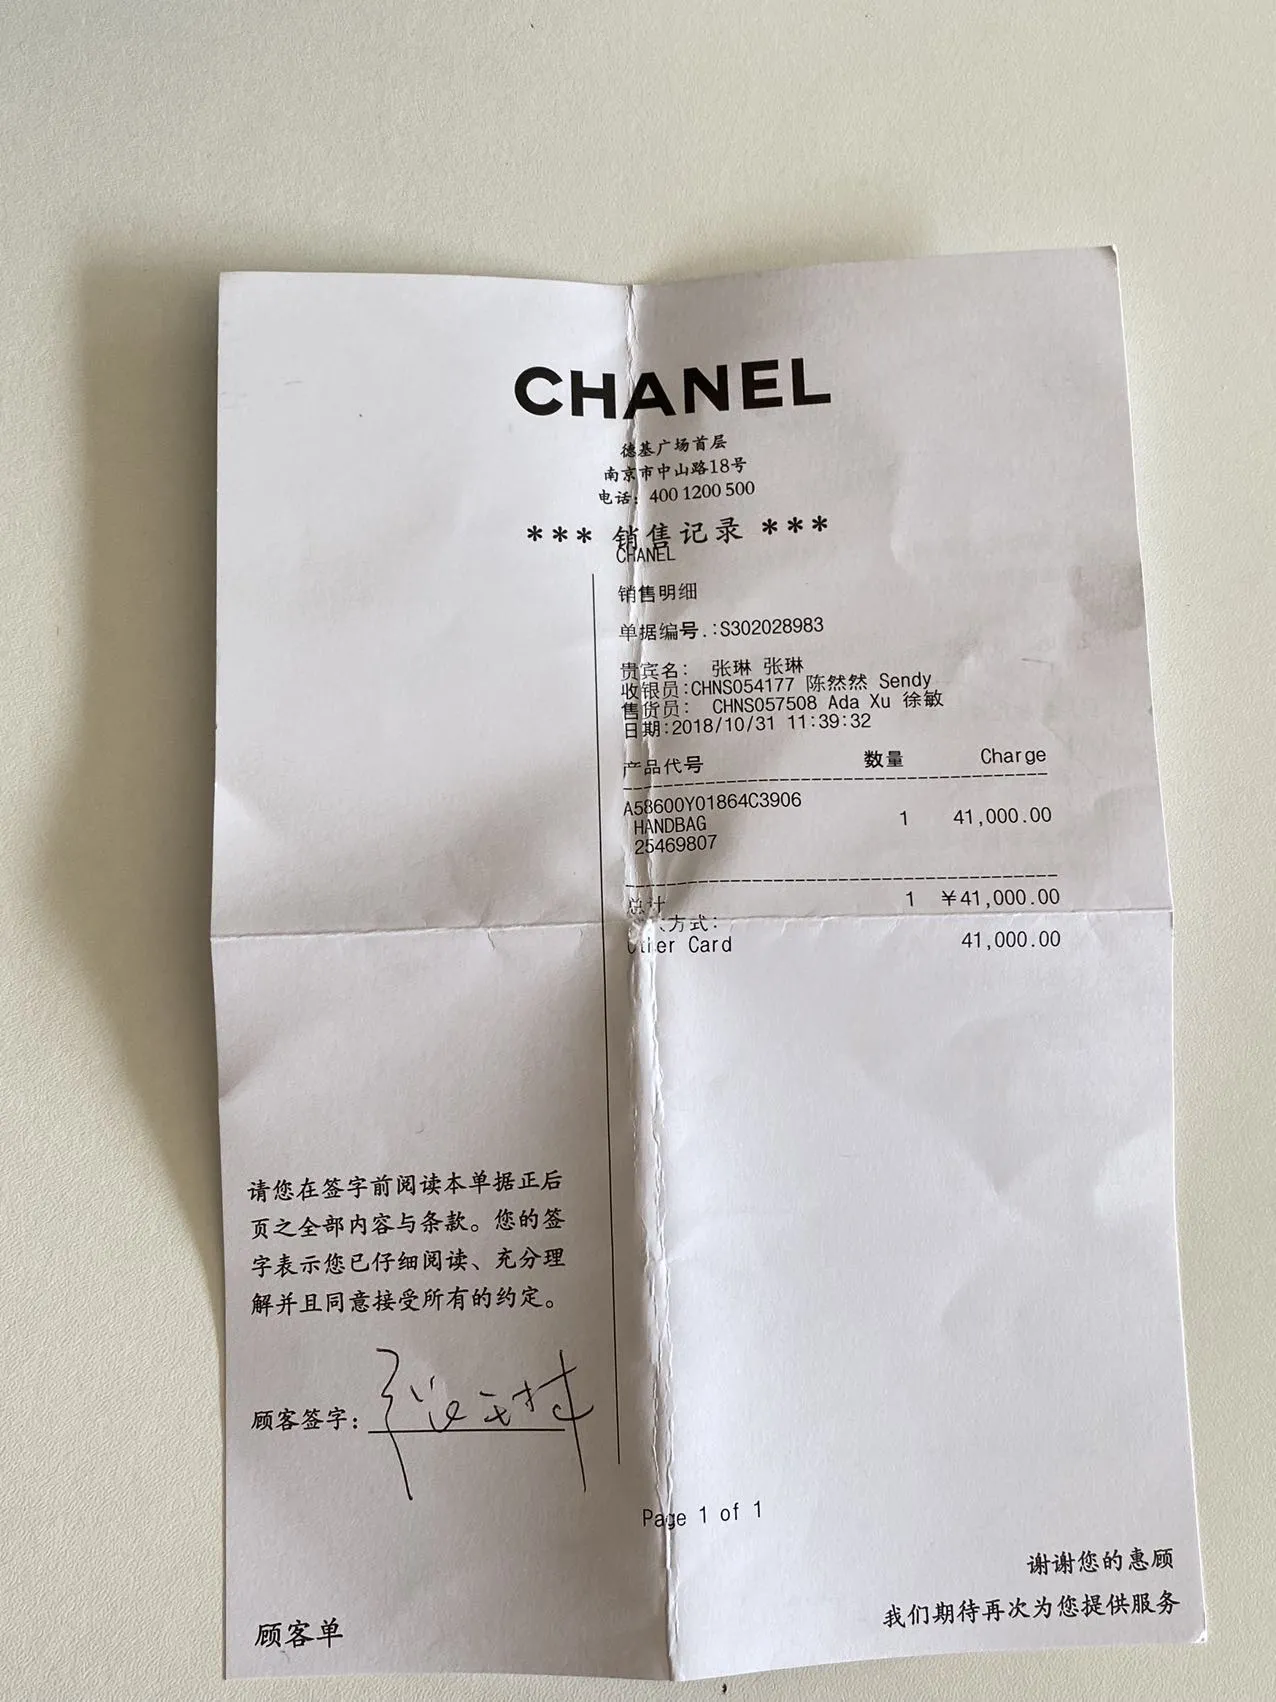 CHANEL
德基广场首层
南京市中山路18号
电话：400 1200 500
*** 销售记录 ***
CHANEL
销售明细
单据编号.:S302028983
贵宾名： 张琳 张琳
收银员:CHNS054177 陈然然 Sendy
售货员： CHNS057508 Ada Xu 徐敏
日期:2018/10/31 11:39:32
产品代号 数量 Charge
A58600Y01864C3906
HANDBAG 1 41,000.00
25469807
总计 1 ￥41,000.00
方式：
Other Card 41,000.00
请您在签字前阅读本单据正后
页之全部内容与条款。您的签
字表示您已仔细阅读、充分理
解并且同意接受所有的约定。
顾客签字：
Page 1 of 1
谢谢您的惠顾
我们期待再次为您提供服务
顾客单